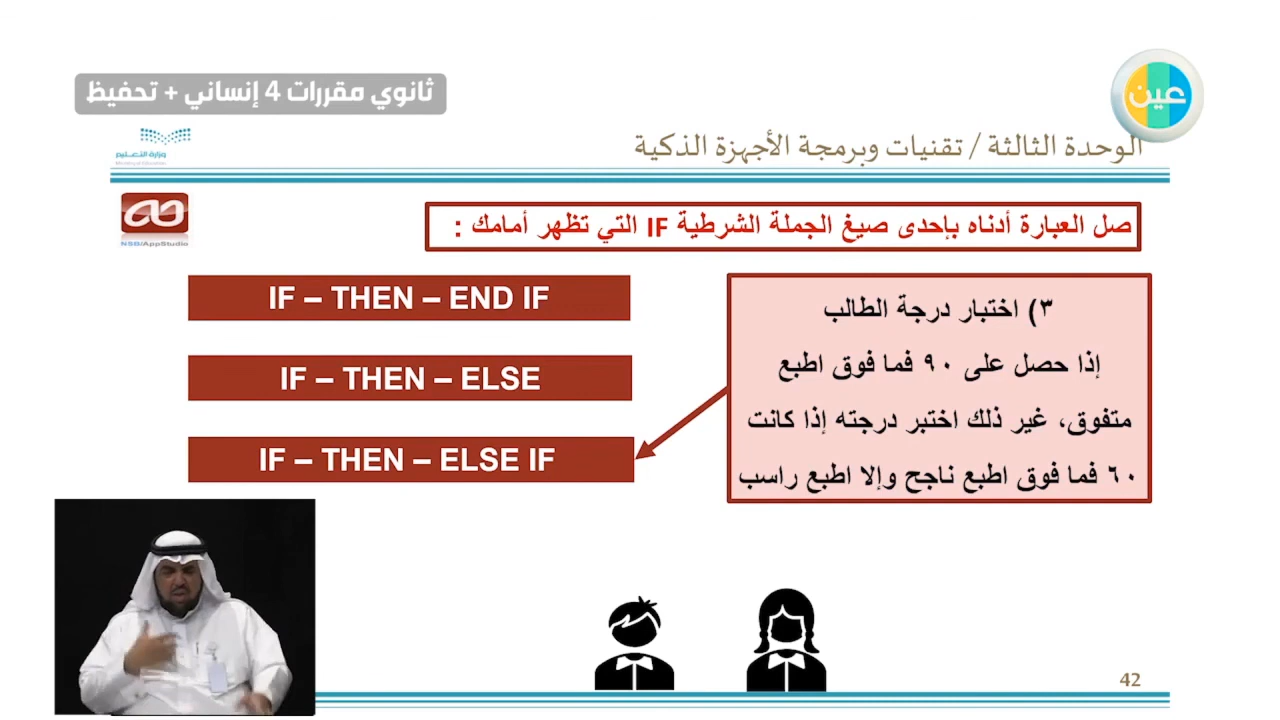 ثانوي مقررات 4 إنساني + تحفيظ
عين
وزارة التعليم
Ministry of Education
الوحدة الثالثة / تقنيات وبرمجة الأجهزة الذكية
NSB/AppStudio
صل العبارة أدناه بإحدى صيغ الجملة الشرطية IF التي تظهر أمامك :
٣) اختبار درجة الطالب
إذا حصل على ٩٠ فما فوق اطبع
متفوق، غير ذلك اختبر درجته إذا كانت
٦٠ فما فوق اطبع ناجح وإلا اطبع راسب
IF – THEN – END IF
IF – THEN – ELSE
IF – THEN – ELSE IF
42